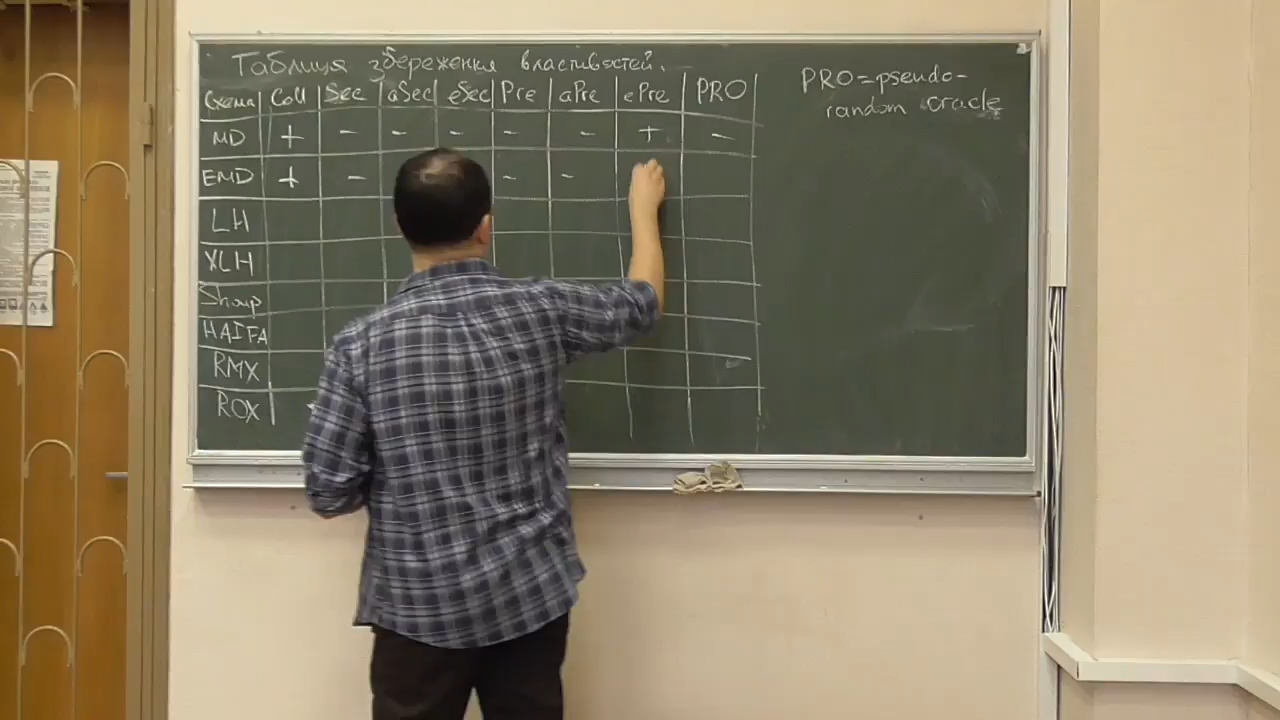 Таблиця збереження властивостей.
Схема Coll Sec aSec eSec Pre aPre ePre PRO
MD + - - - - - + -
EMD + - - -
LH
XLH
Shoup
HAIFA
RMX
ROX
PRO=pseudo-
random oracle